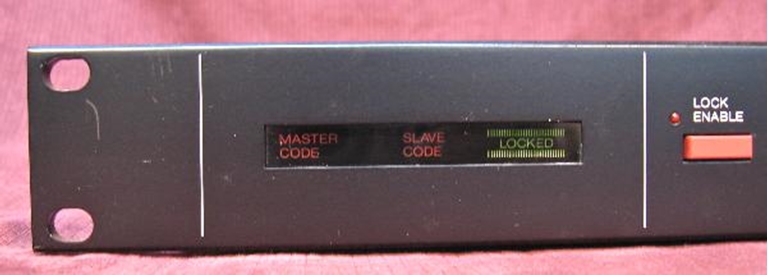 MASTER
CODE
SLAVE
CODE
LOCKED
LOCK
ENABLE